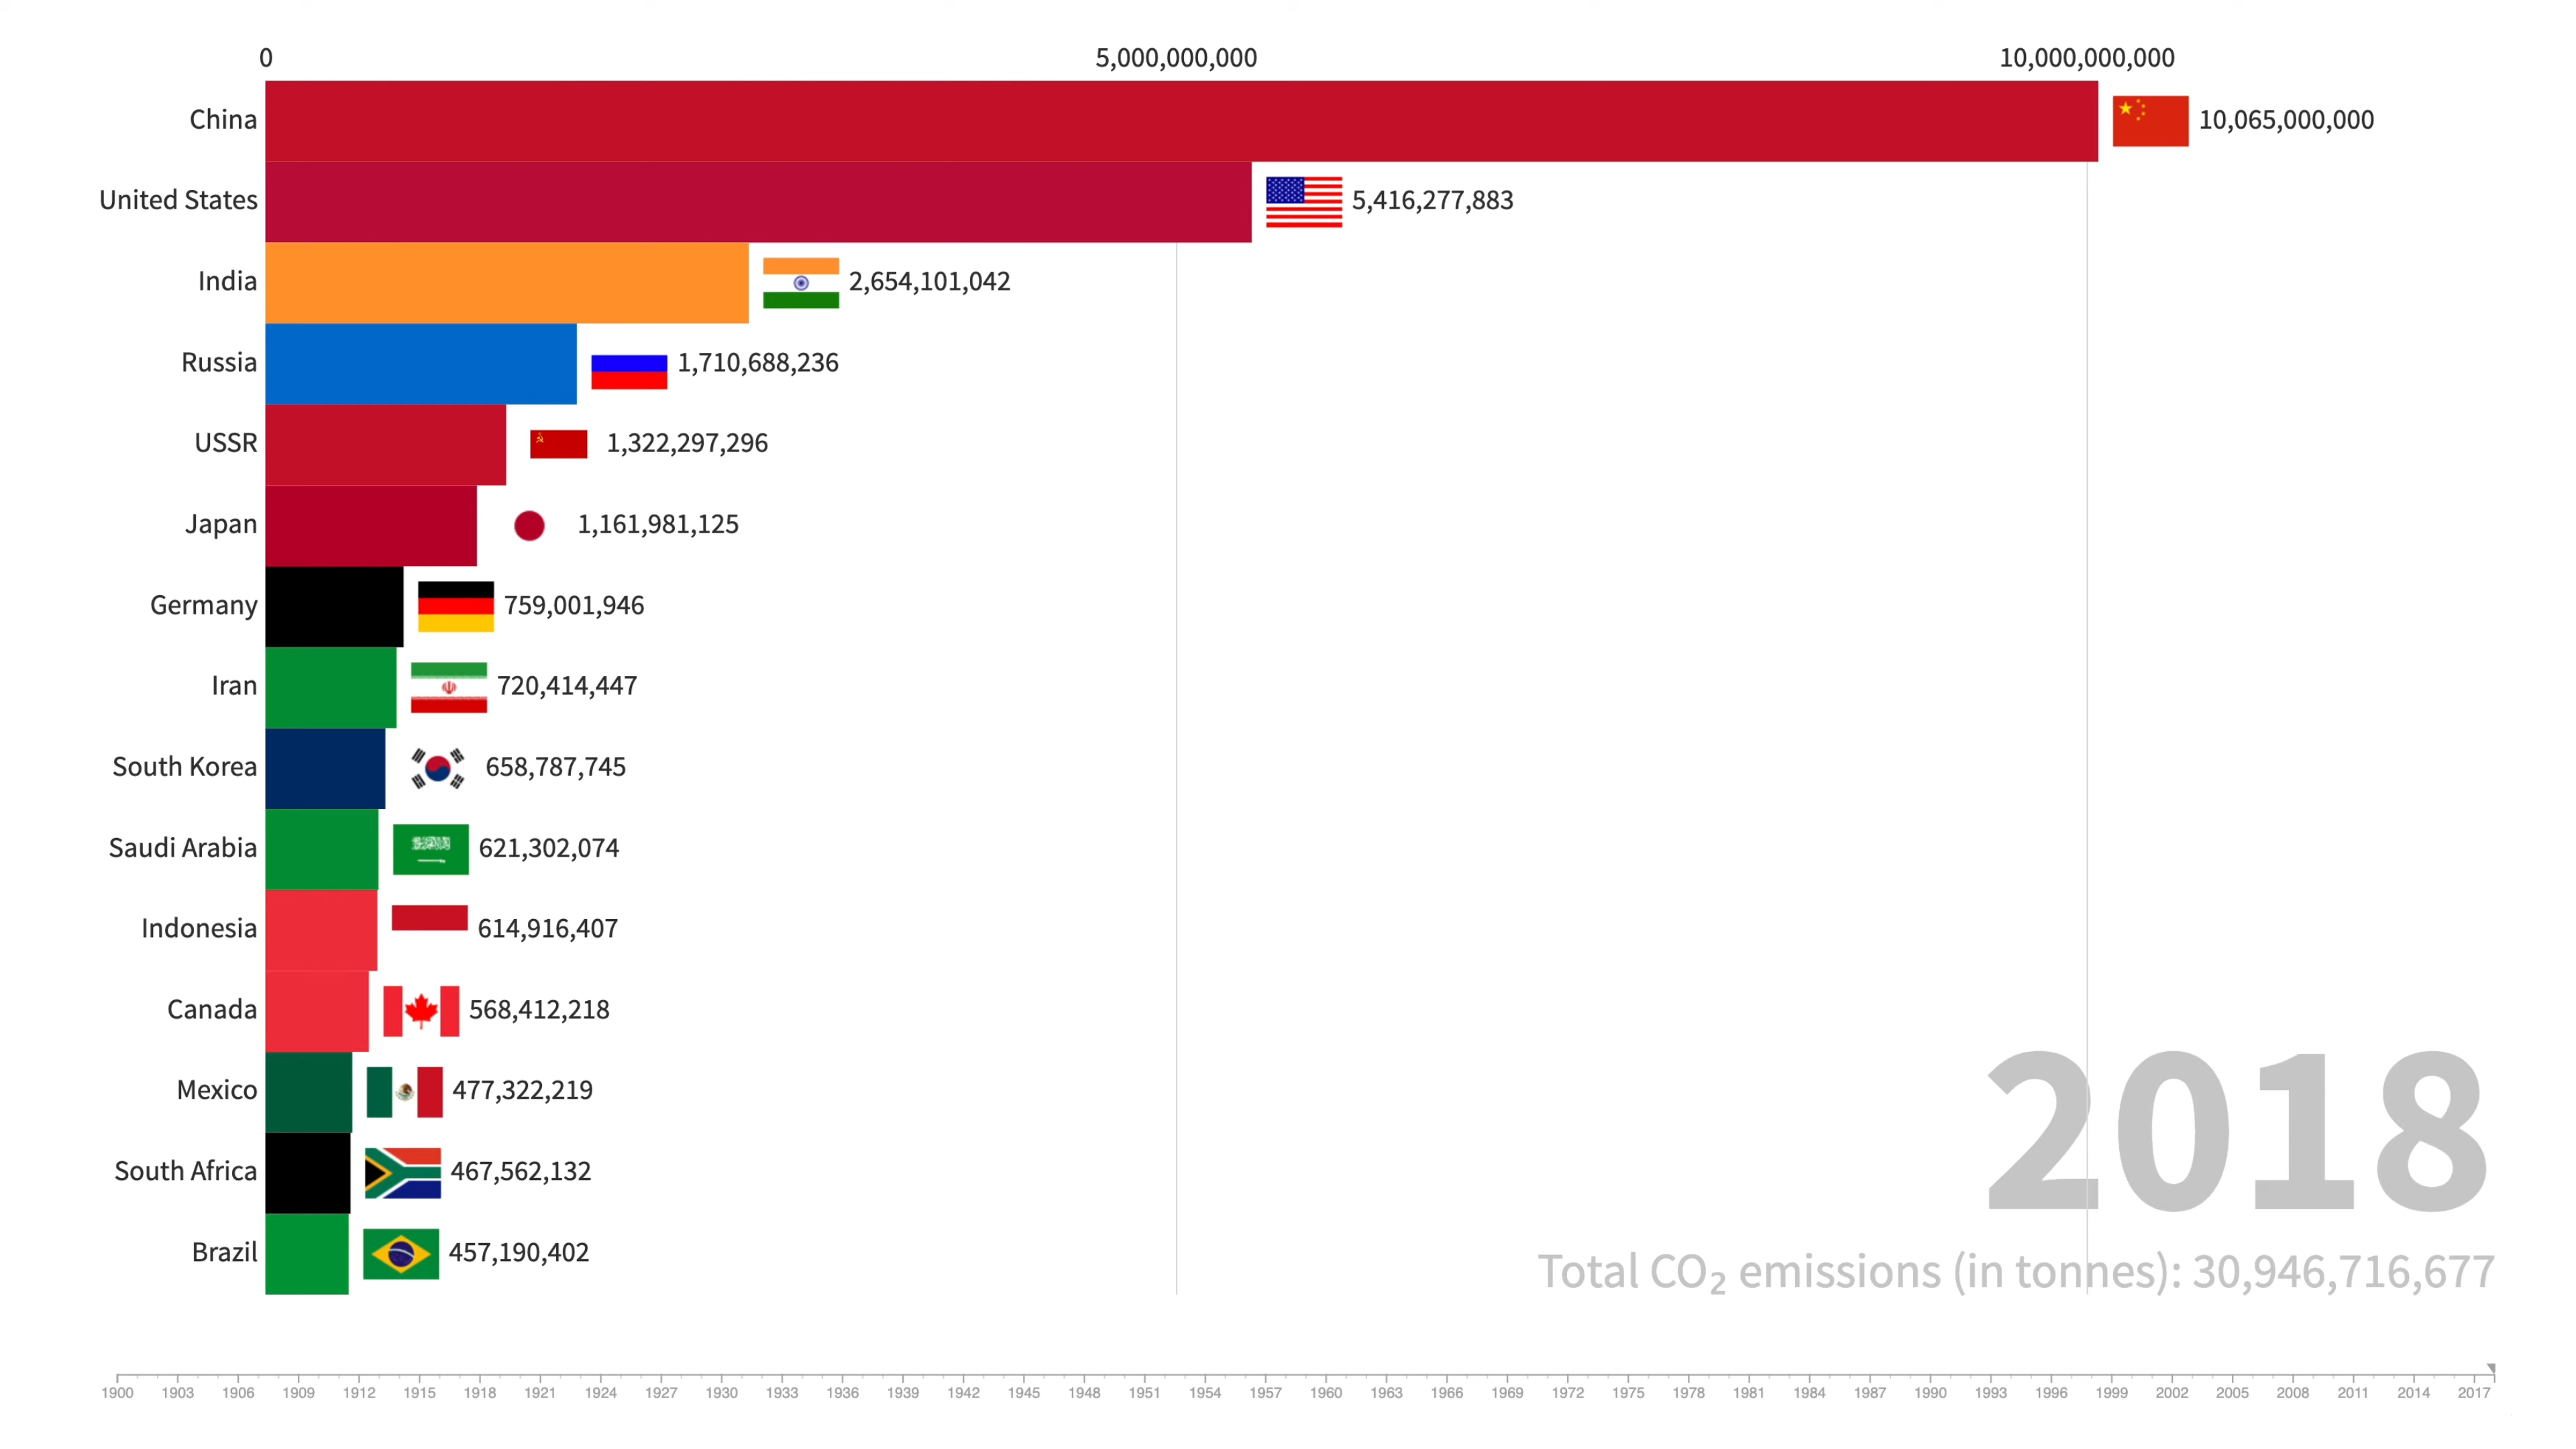 0 5,000,000,000 10,000,000,000
China 10,065,000,000
United States 5,416,277,883
India 2,654,101,042
Russia 1,710,688,236
USSR 1,322,297,296
Japan 1,161,981,125
Germany 759,001,946
Iran 720,414,447
South Korea 658,787,745
Saudi Arabia 621,302,074
Indonesia 614,916,407
Canada 568,412,218
Mexico 477,322,219
South Africa 467,562,132
Brazil 457,190,402
2018
Total CO₂ emissions (in tonnes): 30,946,716,677
1900 1903 1906 1909 1912 1915 1918 1921 1924 1927 1930 1933 1936 1939 1942 1945 1948 1951 1954 1957 1960 1963 1966 1969 1972 1975 1978 1981 1984 1987 1990 1993 1996 1999 2002 2005 2008 2011 2014 2017